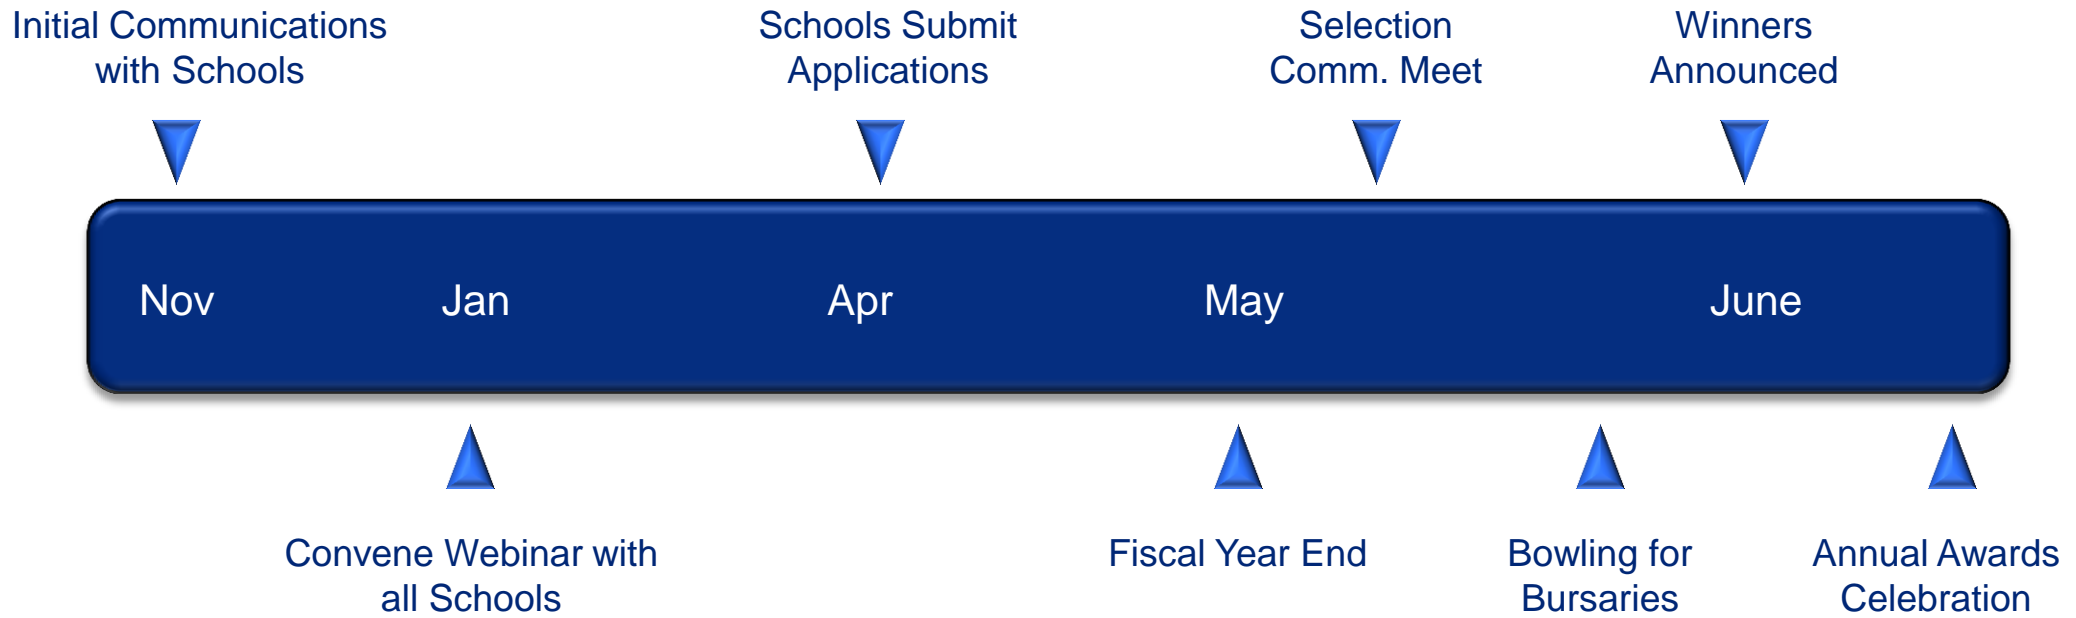 Initial Communications
with Schools
Schools Submit
Applications
Selection
Comm. Meet
Winners
Announced
Nov
Jan
Apr
May
June
Convene Webinar with
all Schools
Fiscal Year End
Bowling for
Bursaries
Annual Awards
Celebration